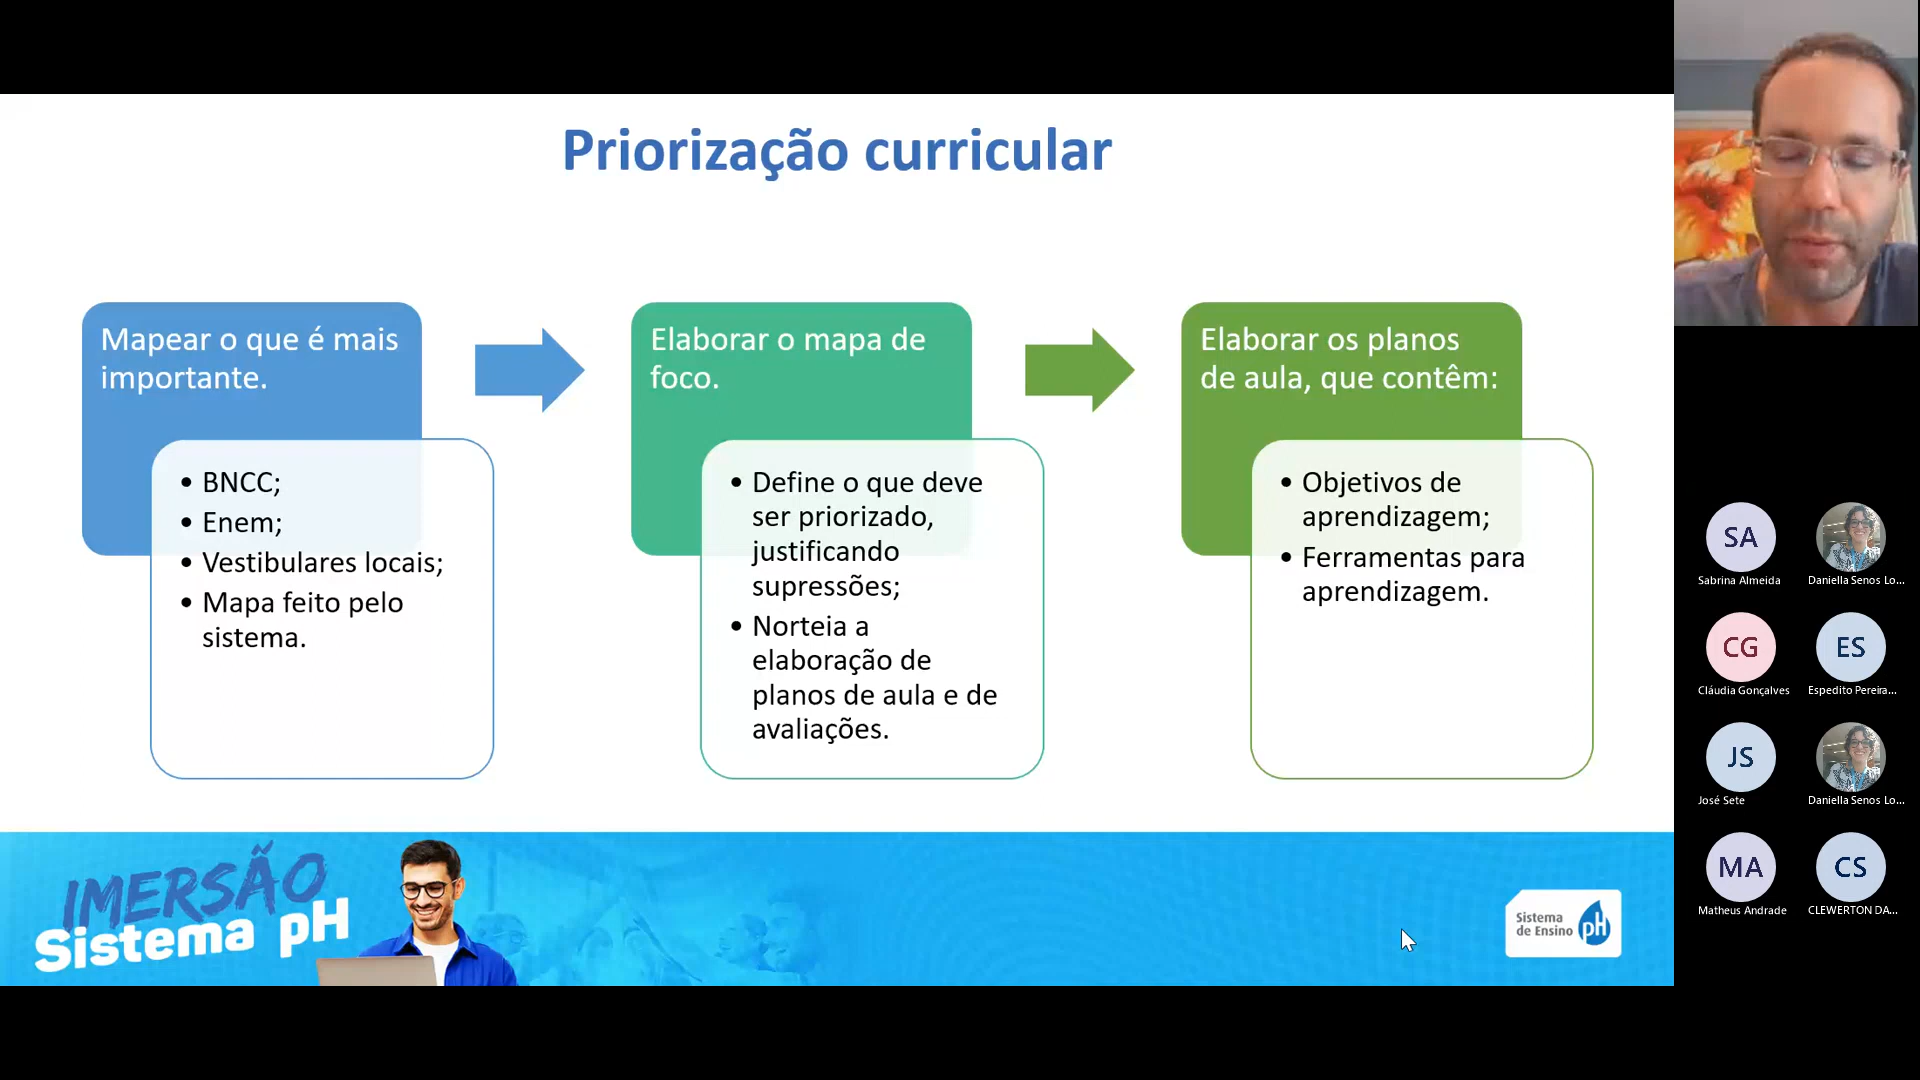 Priorização curricular
Mapear o que é mais
importante.
• BNCC;
• Enem;
• Vestibulares locais;
• Mapa feito pelo
sistema.
Elaborar o mapa de
foco.
• Define o que deve
ser priorizado,
justificando
supressões;
• Norteia a
elaboração de
planos de aula e de
avaliações.
Elaborar os planos
de aula, que contêm:
• Objetivos de
aprendizagem;
• Ferramentas para
aprendizagem.
IMERSÃO
Sistema pH
Sistema
de Ensino
pH
SA
Sabrina Almeida
Daniella Senos Lo...
CG
Cláudia Gonçalves
ES
Espedito Pereira...
JS
José Sete
Daniella Senos Lo...
MA
Matheus Andrade
CS
CLEWERTON DA...